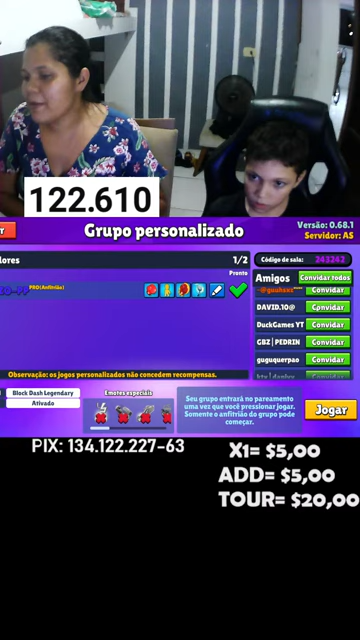 122.610
Grupo personalizado
Versão: 0.68.1
Servidor: AS
1/2
Código de sala: 243242
Pronto
Amigos
Convidar todos
PRO(Anfitrião)
Convidar
DAVID.10@ Convidar
DuckGames YT Convidar
GBZ | PEDRIN Convidar
guguquerpao Convidar
Convidar
Observação: os jogos personalizados não concedem recompensas.
Block Dash Legendary
Ativado
Emotes especiais
Seu grupo entrará no pareamento
uma vez que você pressionar jogar.
Somente o anfitrião do grupo pode
começar.
Jogar
PIX: 134.122.227-63
X1= $5,00
ADD= $5,00
TOUR= $20,00